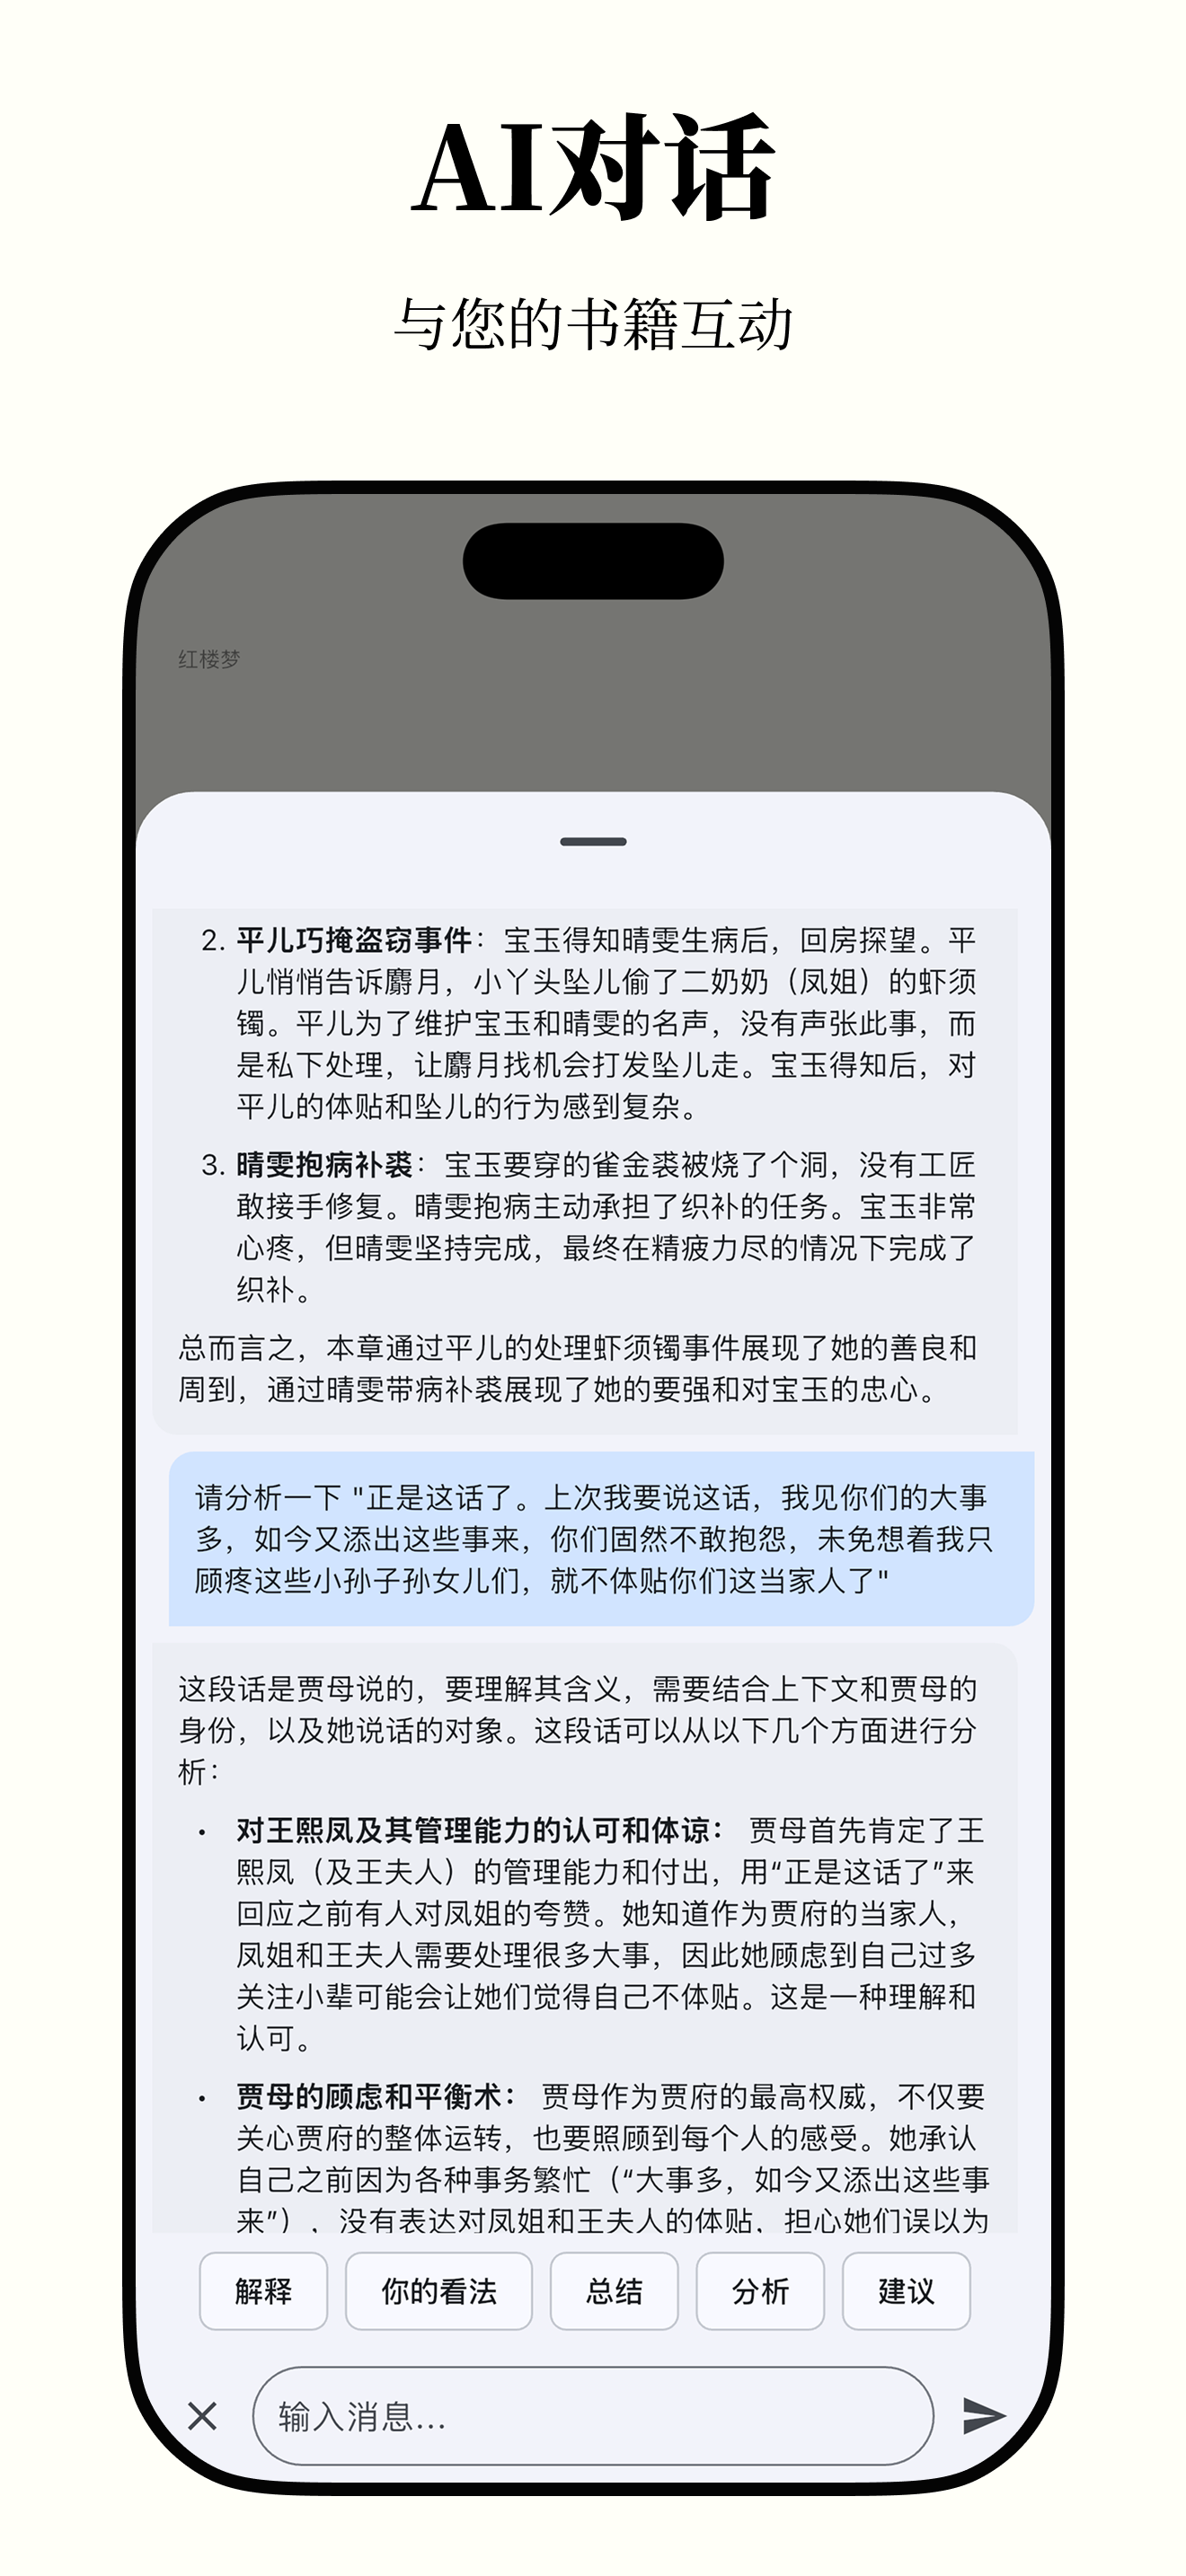 AI对话
与您的书籍互动
红楼梦
2. 平儿巧掩盗窃事件：宝玉得知晴雯生病后，回房探望。平
儿悄悄告诉麝月，小丫头坠儿偷了二奶奶（凤姐）的虾须
镯。平儿为了维护宝玉和晴雯的名声，没有声张此事，而
是私下处理，让麝月找机会打发坠儿走。宝玉得知后，对
平儿的体贴和坠儿的行为感到复杂。
3. 晴雯抱病补裘：宝玉要穿的雀金裘被烧了个洞，没有工匠
敢接手修复。晴雯抱病主动承担了织补的任务。宝玉非常
心疼，但晴雯坚持完成，最终在精疲力尽的情况下完成了
织补。
总而言之，本章通过平儿的处理虾须镯事件展现了她的善良和
周到，通过晴雯带病补裘展现了她的要强和对宝玉的忠心。
请分析一下 "正是这话了。上次我要说这话，我见你们的大事
多，如今又添出这些事来，你们固然不敢抱怨，未免想着我只
顾疼这些小孙子孙女儿们，就不体贴你们这当家人了"
这段话是贾母说的，要理解其含义，需要结合上下文和贾母的
身份，以及她说话的对象。这段话可以从以下几个方面进行分
析：
• 对王熙凤及其管理能力的认可和体谅： 贾母首先肯定了王
熙凤（及王夫人）的管理能力和付出，用“正是这话了”来
回应之前有人对凤姐的夸赞。她知道作为贾府的当家人，
凤姐和王夫人需要处理很多大事，因此她顾虑到自己过多
关注小辈可能会让她们觉得自己不体贴。这是一种理解和
认可。
• 贾母的顾虑和平衡术： 贾母作为贾府的最高权威，不仅要
关心贾府的整体运转，也要照顾到每个人的感受。她承认
自己之前因为各种事务繁忙（“大事多，如今又添出这些事
来”），没有表达对凤姐和王夫人的体贴，担心她们误以为
解释 你的看法 总结 分析 建议
输入消息...